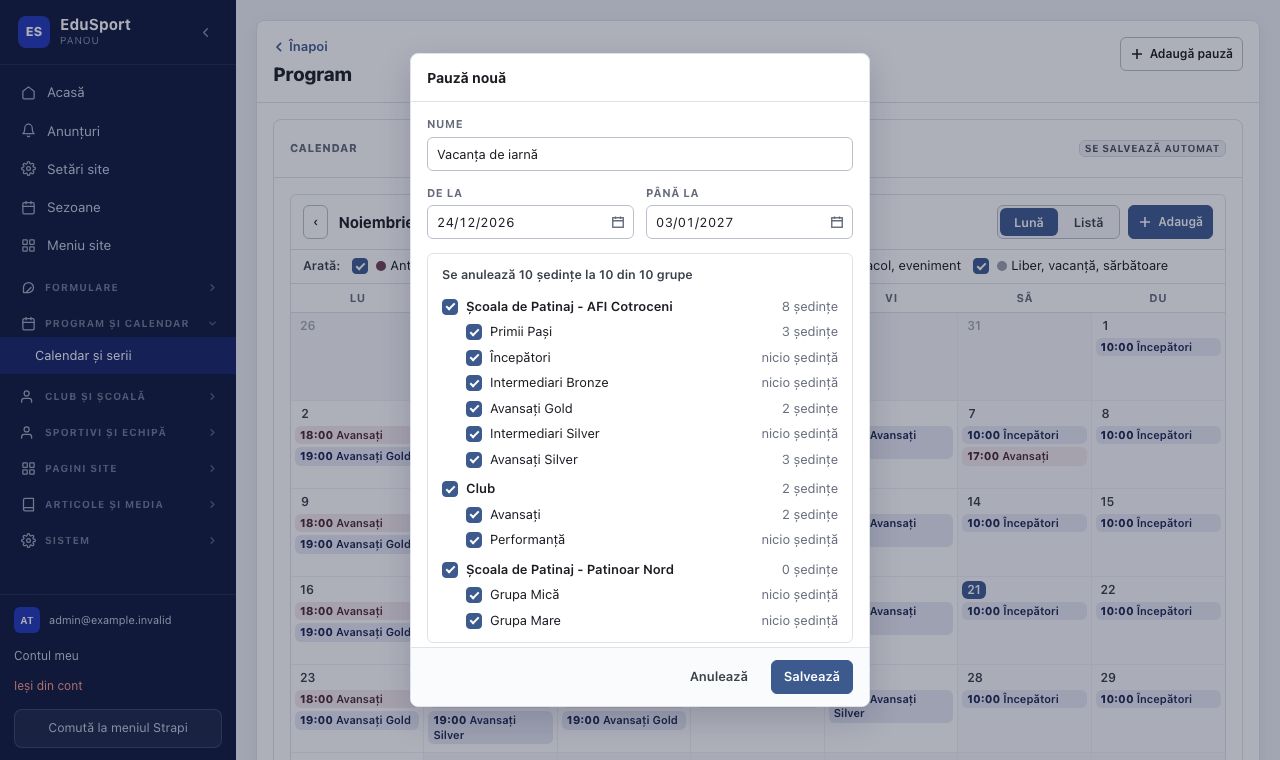 ES
EduSport
PANOU
Acasă
Anunțuri
Setări site
Sezoane
Meniu site
FORMULARE
PROGRAM ȘI CALENDAR
Calendar și serii
CLUB ȘI ȘCOALĂ
SPORTIVI ȘI ECHIPĂ
PAGINI SITE
ARTICOLE ȘI MEDIA
SISTEM
AT
admin@example.invalid
Contul meu
Ieși din cont
Comută la meniul Strapi
Înapoi
Program
+ Adaugă pauză
CALENDAR
SE SALVEAZĂ AUTOMAT
Noiembrie
Lună
Listă
+ Adaugă
Arată:
Liber, vacanță, sărbătoare
eveniment
LU
VI
SÂ
DU
26
31
1
10:00 Începători
2
18:00 Avansați
19:00 Avansați Gold
Avansați
7
10:00 Începători
17:00 Avansați
8
10:00 Începători
9
18:00 Avansați
19:00 Avansați Gold
Avansați
14
10:00 Începători
15
10:00 Începători
16
18:00 Avansați
19:00 Avansați Gold
Avansați
21
10:00 Începători
22
10:00 Începători
23
18:00 Avansați
19:00 Avansați Gold
19:00 Avansați
Silver
19:00 Avansați Gold
Avansați
Silver
28
10:00 Începători
29
10:00 Începători
Pauză nouă
NUME
Vacanța de iarnă
DE LA
PÂNĂ LA
24/12/2026
03/01/2027
Se anulează 10 ședințe la 10 din 10 grupe
Școala de Patinaj - AFI Cotroceni 8 ședințe
Primii Pași 3 ședințe
Începători nicio ședință
Intermediari Bronze nicio ședință
Avansați Gold 2 ședințe
Intermediari Silver nicio ședință
Avansați Silver 3 ședințe
Club 2 ședințe
Avansați 2 ședințe
Performanță nicio ședință
Școala de Patinaj - Patinoar Nord 0 ședințe
Grupa Mică nicio ședință
Grupa Mare nicio ședință
Anulează
Salvează